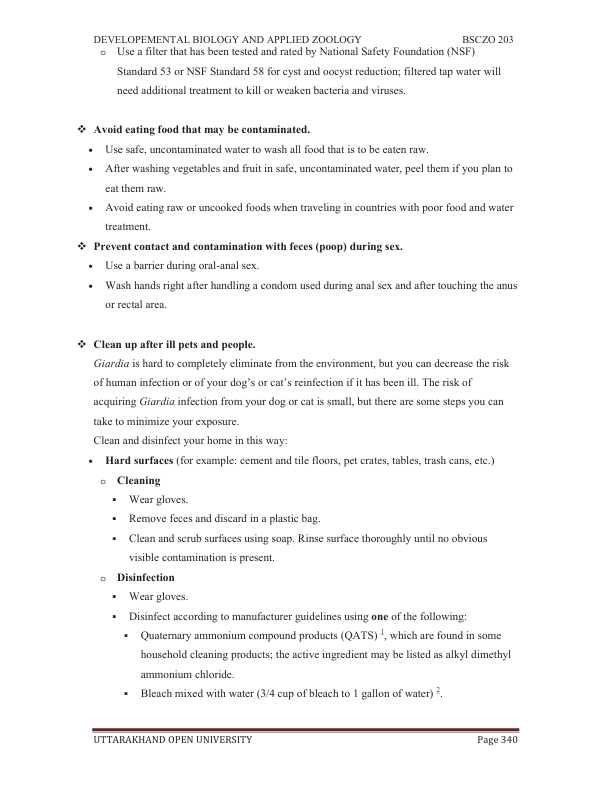 DEVELOPEMENTAL BIOLOGY AND APPLIED ZOOLOGY BSCZO 203
o Use a filter that has been tested and rated by National Safety Foundation (NSF)
Standard 53 or NSF Standard 58 for cyst and oocyst reduction; filtered tap water will
need additional treatment to kill or weaken bacteria and viruses.
❖ Avoid eating food that may be contaminated.
• Use safe, uncontaminated water to wash all food that is to be eaten raw.
• After washing vegetables and fruit in safe, uncontaminated water, peel them if you plan to
eat them raw.
• Avoid eating raw or uncooked foods when traveling in countries with poor food and water
treatment.
❖ Prevent contact and contamination with feces (poop) during sex.
• Use a barrier during oral-anal sex.
• Wash hands right after handling a condom used during anal sex and after touching the anus
or rectal area.
❖ Clean up after ill pets and people.
Giardia is hard to completely eliminate from the environment, but you can decrease the risk
of human infection or of your dog’s or cat’s reinfection if it has been ill. The risk of
acquiring Giardia infection from your dog or cat is small, but there are some steps you can
take to minimize your exposure.
Clean and disinfect your home in this way:
• Hard surfaces (for example: cement and tile floors, pet crates, tables, trash cans, etc.)
o Cleaning
▪ Wear gloves.
▪ Remove feces and discard in a plastic bag.
▪ Clean and scrub surfaces using soap. Rinse surface thoroughly until no obvious
visible contamination is present.
o Disinfection
▪ Wear gloves.
▪ Disinfect according to manufacturer guidelines using one of the following:
▪ Quaternary ammonium compound products (QATS) 1, which are found in some
household cleaning products; the active ingredient may be listed as alkyl dimethyl
ammonium chloride.
▪ Bleach mixed with water (3/4 cup of bleach to 1 gallon of water) 2.
UTTARAKHAND OPEN UNIVERSITY Page 340